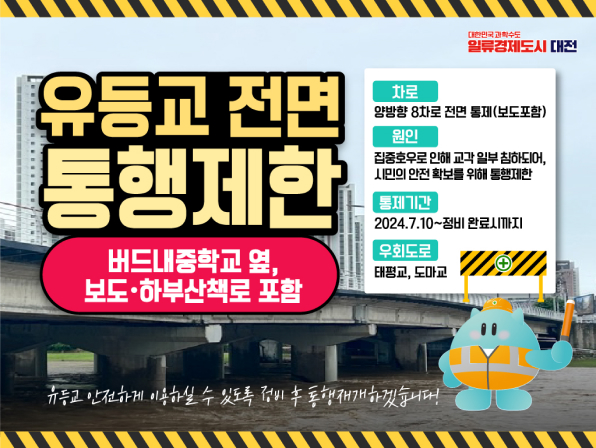 대한민국 과학수도
일류경제도시 대전
유등교 전면
통행제한
버드내중학교 옆,
보도·하부산책로 포함
차로
양방향 8차로 전면 통제(보도포함)
원인
집중호우로 인해 교각 일부 침하되어,
시민의 안전 확보를 위해 통행제한
통제기간
2024.7.10~정비 완료시까지
우회도로
태평교, 도마교
유등교 안전하게 이용하실 수 있도록 정비 후 통행재개하겠습니다!